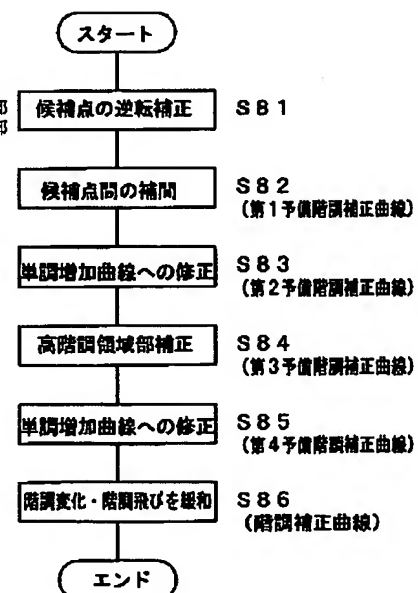 スタート
候補点の逆転補正 S81
候補点間の補間 S82
(第1予備階調補正曲線)
単調増加曲線への修正 S83
(第2予備階調補正曲線)
高階調領域部補正 S84
(第3予備階調補正曲線)
単調増加曲線への修正 S85
(第4予備階調補正曲線)
階調変化・階調飛びを緩和 S86
(階調補正曲線)
エンド